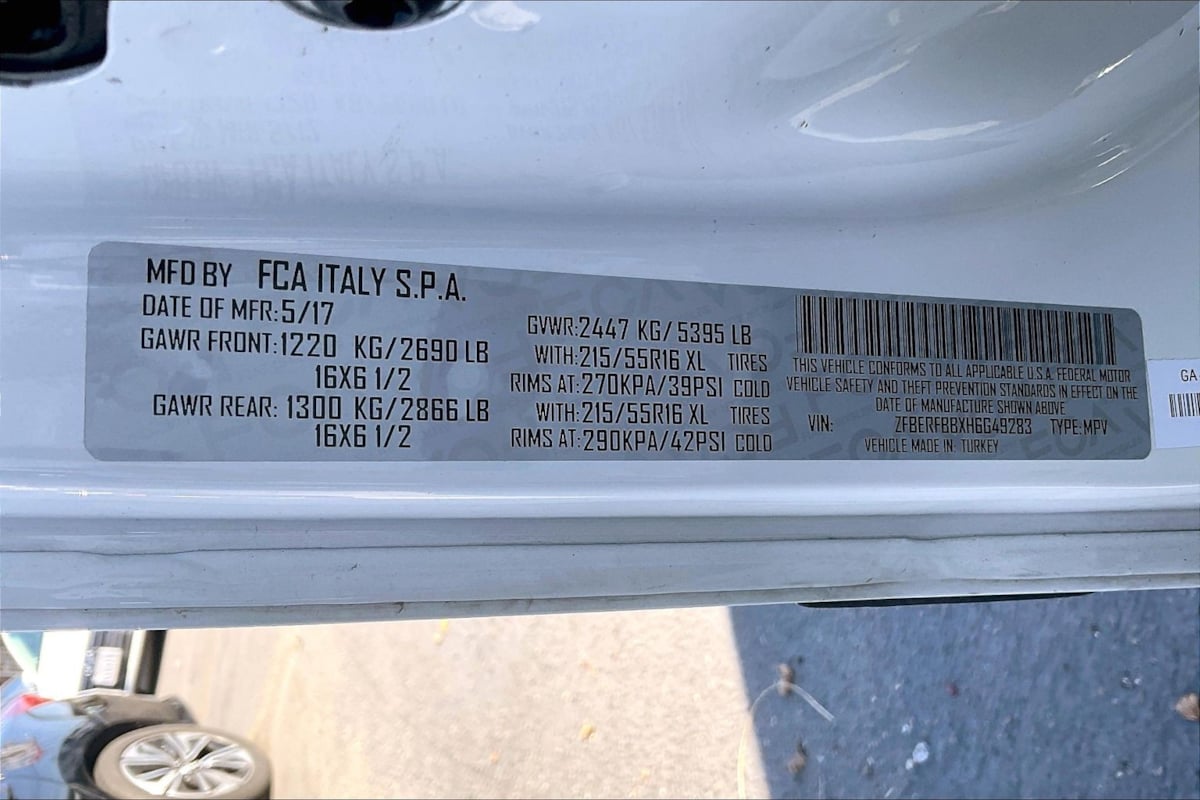 MFD BY FCA ITALY S.P.A.
DATE OF MFR:5/17
GAWR FRONT:1220 KG/2690 LB
16X6 1/2
GAWR REAR: 1300 KG/2866 LB
16X6 1/2
GVWR:2447 KG/5395 LB
WITH:215/55R16 XL TIRES
RIMS AT:270KPA/39PSI COLD
WITH:215/55R16 XL TIRES
RIMS AT:290KPA/42PSI COLD
THIS VEHICLE CONFORMS TO ALL APPLICABLE U.S.A. FEDERAL MOTOR
VEHICLE SAFETY AND THEFT PREVENTION STANDARDS IN EFFECT ON THE
DATE OF MANUFACTURE SHOWN ABOVE
VIN: ZFBERFBBXH6G49283 TYPE:MPV
VEHICLE MADE IN: TURKEY
GA